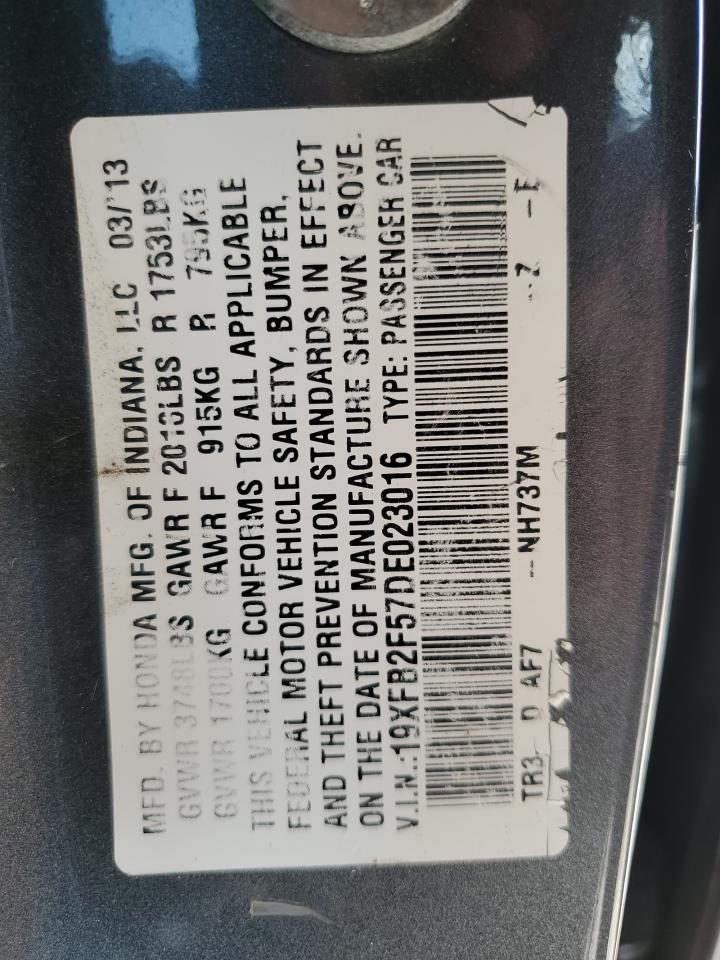 MFD. BY HONDA MFG. OF INDIANA, LLC 03/13
GVWR 3748LBS GAWR F 2018LBS R 1753LBS
GVWR 1700KG GAWR F 915KG R 795KG
THIS VEHICLE CONFORMS TO ALL APPLICABLE
FEDERAL MOTOR VEHICLE SAFETY, BUMPER,
AND THEFT PREVENTION STANDARDS IN EFFECT
ON THE DATE OF MANUFACTURE SHOWN ABOVE.
V.I.N.:19XFB2F57DE023016 TYPE: PASSENGER CAR
TR3 D AF7 -- NH737M